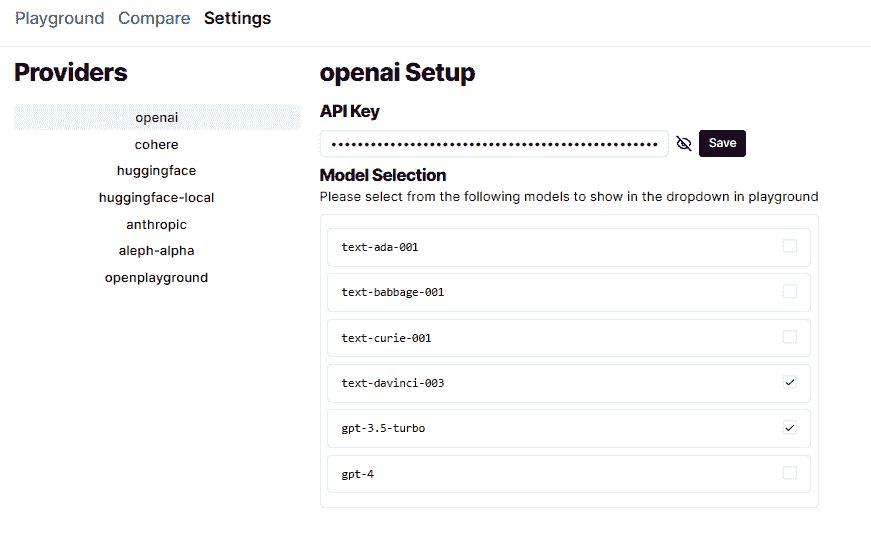 Playground Compare Settings
Providers
openai
cohere
huggingface
huggingface-local
anthropic
aleph-alpha
openplayground
openai Setup
API Key
Save
Model Selection
Please select from the following models to show in the dropdown in playground
text-ada-001
text-babbage-001
text-curie-001
text-davinci-003
gpt-3.5-turbo
gpt-4